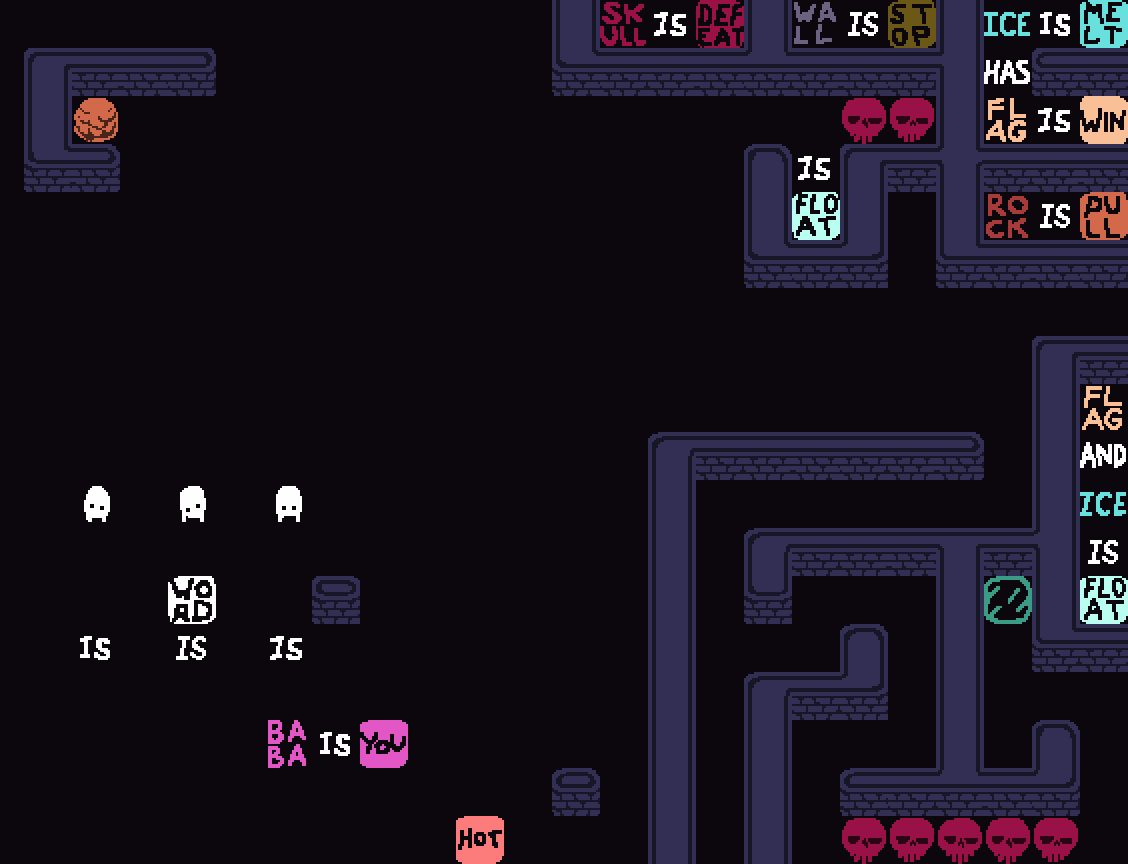 SKULL IS DEFEAT WALL IS STOP ICE IS MELT
HAS
FLAG IS WIN
IS
FLOAT ROCK IS PULL
FLAG
AND
ICE
IS
WORD FLOAT
IS IS IS
BABA IS YOU
HOT